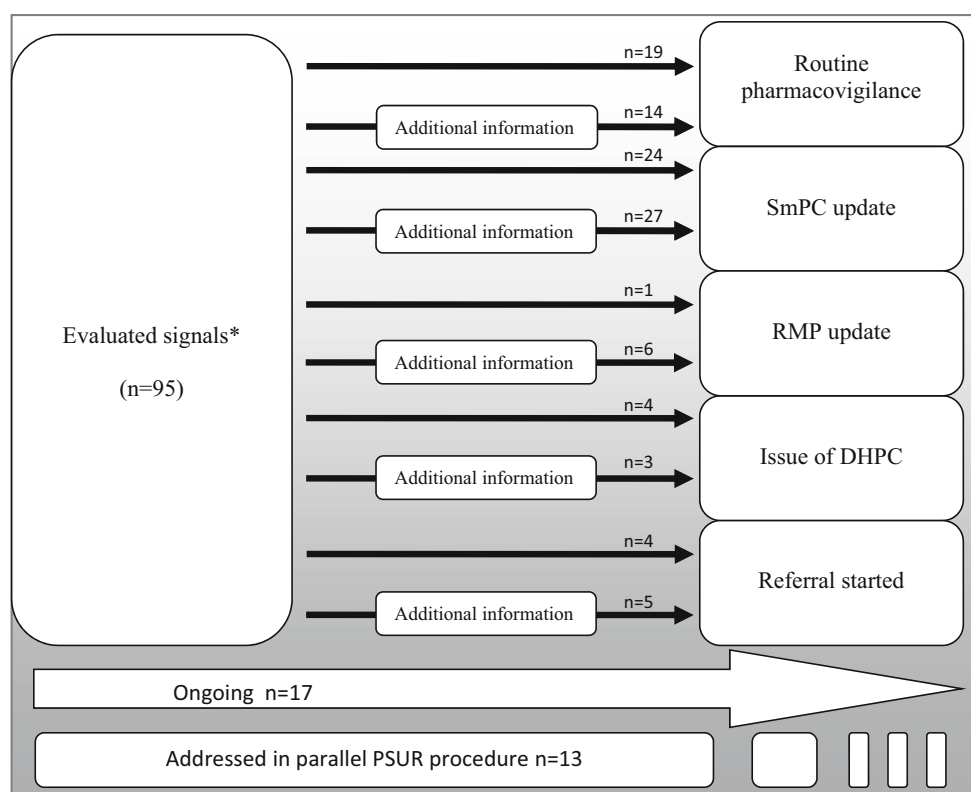 n=19
Routine
pharmacovigilance
Additional information
n=14
n=24
SmPC update
Additional information
n=27
Evaluated signals*
(n=95)
n=1
RMP update
Additional information
n=6
n=4
Issue of DHPC
Additional information
n=3
n=4
Referral started
Additional information
n=5
Ongoing n=17
Addressed in parallel PSUR procedure n=13